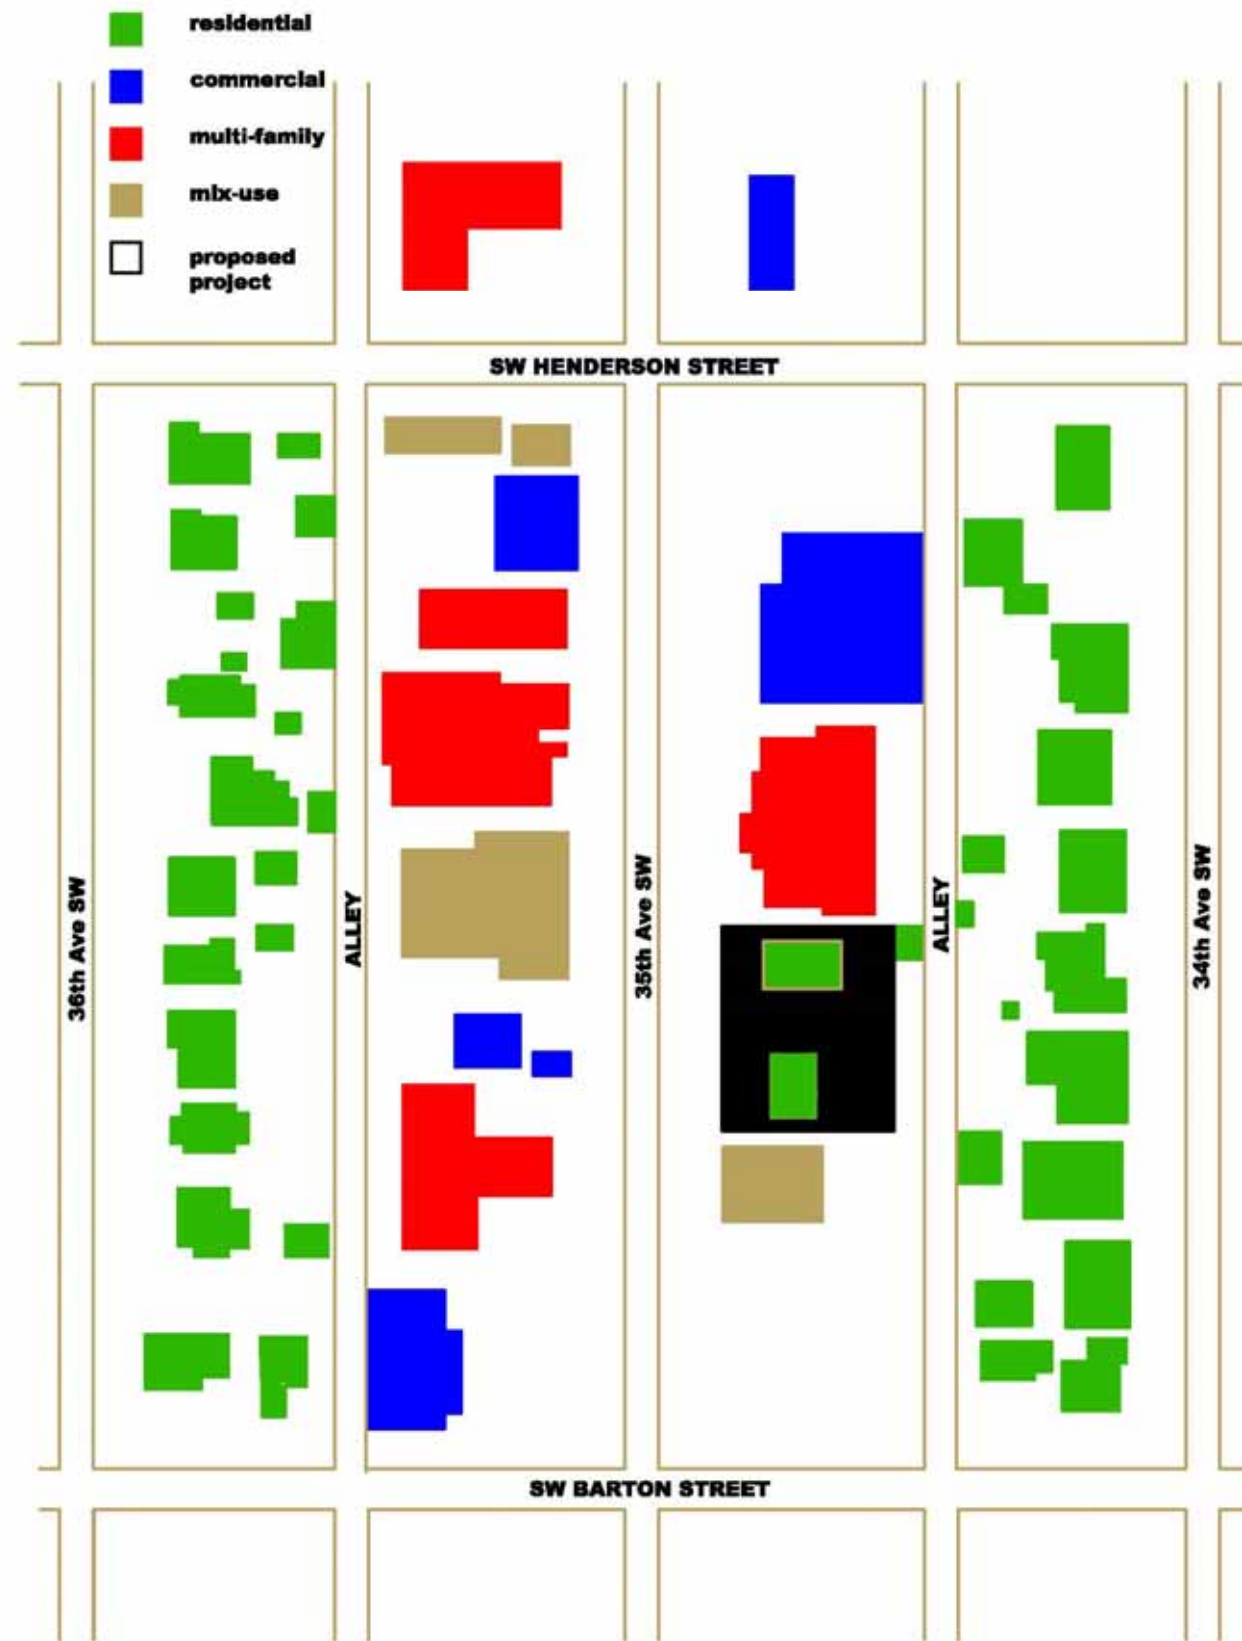 residential
commercial
multi-family
mix-use
proposed
project
SW HENDERSON STREET
36th Ave SW
ALLEY
35th Ave SW
ALLEY
34th Ave SW
SW BARTON STREET